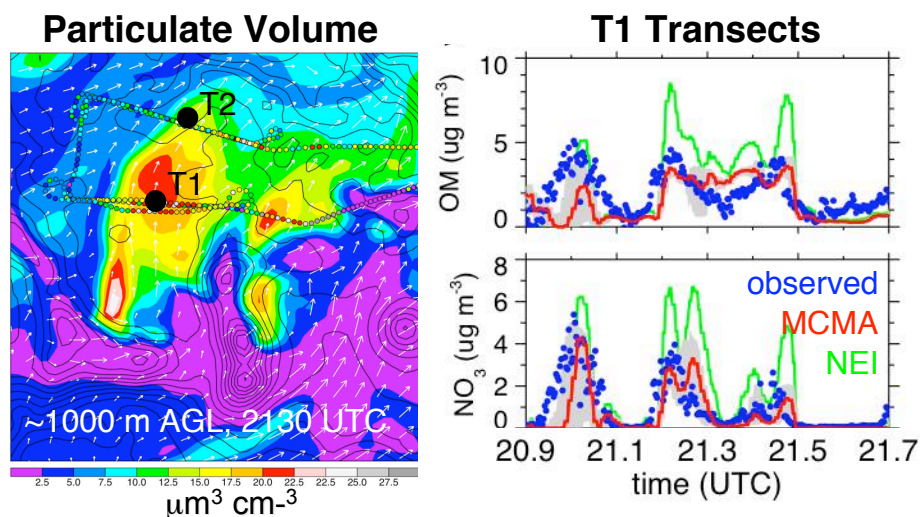 Particulate Volume
T2
T1
~1000 m AGL, 2130 UTC
2.5 5.0 7.5 10.0 12.5 15.0 17.5 20.0 22.5 25.0 27.5
μm³ cm-³
T1 Transects
10
5
0
OM (ug m⁻³)
8
6
4
2
0
NO₃ (ug m⁻³)
observed
MCMA
NEI
20.9 21.1 21.3 21.5 21.7
time (UTC)